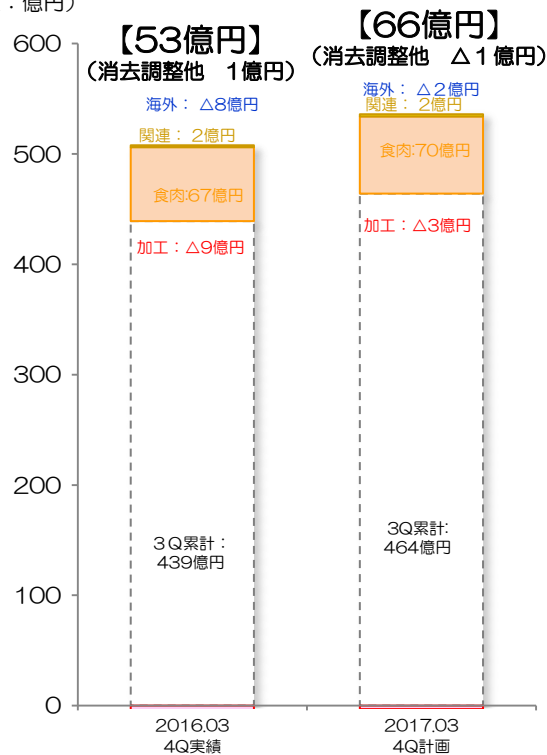 ：億円）
【53億円】
（消去調整他　1億円）
【66億円】
（消去調整他　△1億円）
海外： △8億円
関連： 2億円
食肉:67億円
加工：△9億円
海外： △2億円
関連： 2億円
食肉:70億円
加工：△3億円
600
500
400
300
200
100
0
３Q累計：
439億円
3Q累計:
464億円
2016.03
4Q実績
2017.03
4Q計画